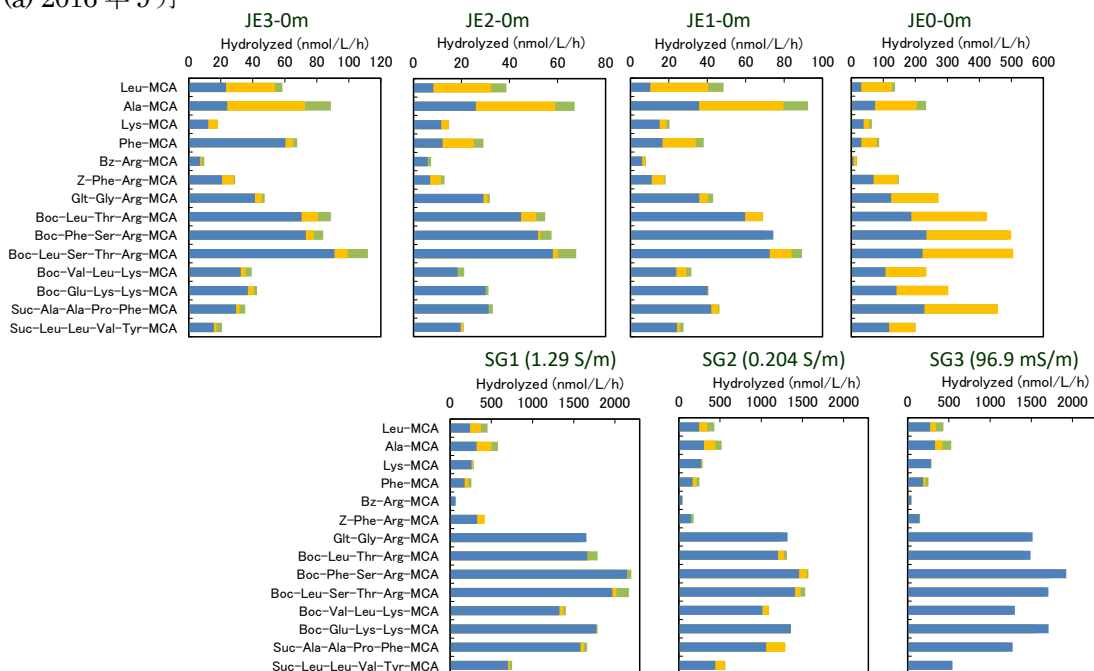 (a) 2016 年 5 月
JE3-0m JE2-0m JE1-0m JE0-0m
Hydrolyzed (nmol/L/h) Hydrolyzed (nmol/L/h) Hydrolyzed (nmol/L/h) Hydrolyzed (nmol/L/h)
0 20 40 60 80 100 120 0 20 40 60 80 0 20 40 60 80 100 0 100 200 300 400 500 600
Leu-MCA
Ala-MCA
Lys-MCA
Phe-MCA
Bz-Arg-MCA
Z-Phe-Arg-MCA
Glt-Gly-Arg-MCA
Boc-Leu-Thr-Arg-MCA
Boc-Phe-Ser-Arg-MCA
Boc-Leu-Ser-Thr-Arg-MCA
Boc-Val-Leu-Lys-MCA
Boc-Glu-Lys-Lys-MCA
Suc-Ala-Ala-Pro-Phe-MCA
Suc-Leu-Leu-Val-Tyr-MCA
SG1 (1.29 S/m) SG2 (0.204 S/m) SG3 (96.9 mS/m)
Hydrolyzed (nmol/L/h) Hydrolyzed (nmol/L/h) Hydrolyzed (nmol/L/h)
0 500 1000 1500 2000 0 500 1000 1500 2000 0 500 1000 1500 2000
Leu-MCA
Ala-MCA
Lys-MCA
Phe-MCA
Bz-Arg-MCA
Z-Phe-Arg-MCA
Glt-Gly-Arg-MCA
Boc-Leu-Thr-Arg-MCA
Boc-Phe-Ser-Arg-MCA
Boc-Leu-Ser-Thr-Arg-MCA
Boc-Val-Leu-Lys-MCA
Boc-Glu-Lys-Lys-MCA
Suc-Ala-Ala-Pro-Phe-MCA
Suc-Leu-Leu-Val-Tyr-MCA